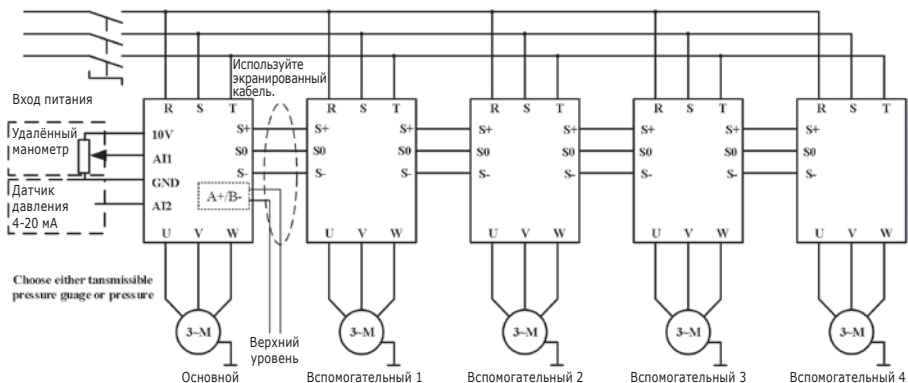 Используйте
экранированный
кабель.
Вход питания
R S T
R S T
R S T
R S T
R S T
Удалённый
манометр
10V
AI1
GND
AI2
Датчик
давления
4-20 мА
S+
S0
S-
A+/B-
S+
S0
S-
S+
S0
S-
S+
S0
S-
S+
S0
S-
S+
S0
S-
S+
S0
S-
S+
S0
S-
U V W
U V W
U V W
U V W
U V W
Choose either tansmissible
pressure guage or pressure
3~M
3~M
3~M
3~M
3~M
Верхний
уровень
Основной
Вспомогательный 1
Вспомогательный 2
Вспомогательный 3
Вспомогательный 4